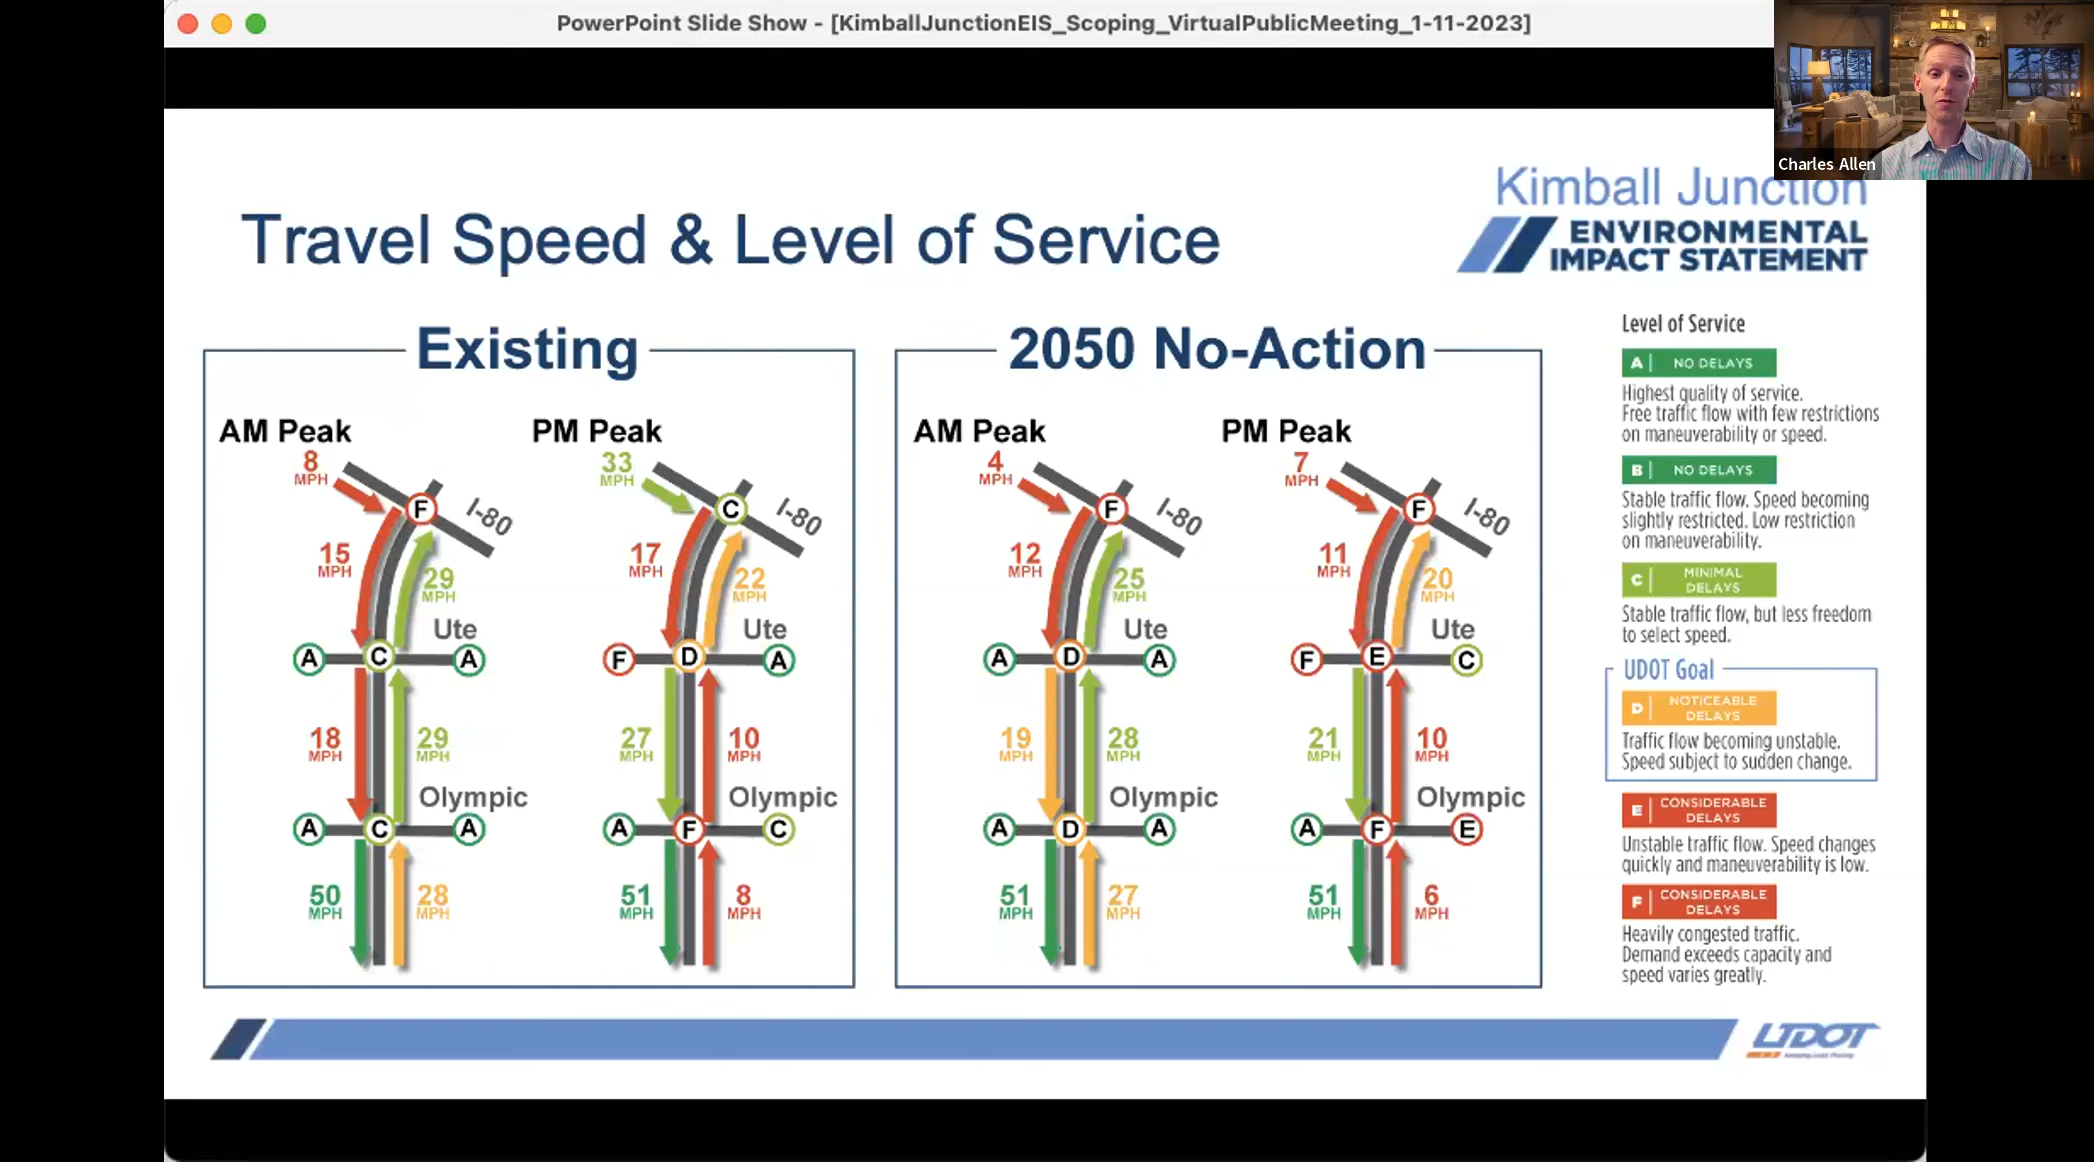 PowerPoint Slide Show - [KimballJunctionEIS_Scoping_VirtualPublicMeeting_1-11-2023]
Charles Allen
Kimball Junction
ENVIRONMENTAL
IMPACT STATEMENT
Travel Speed & Level of Service
Existing
AM Peak
8
MPH
F
I-80
15
MPH
29
MPH
Ute
A
C
A
18
MPH
29
MPH
Olympic
A
C
A
50
MPH
28
MPH
PM Peak
33
MPH
C
I-80
17
MPH
22
MPH
Ute
F
D
A
27
MPH
10
MPH
Olympic
A
F
C
51
MPH
8
MPH
2050 No-Action
AM Peak
4
MPH
F
I-80
12
MPH
25
MPH
Ute
A
D
A
19
MPH
28
MPH
Olympic
A
D
A
51
MPH
27
MPH
PM Peak
7
MPH
F
I-80
11
MPH
20
MPH
Ute
F
E
C
21
MPH
10
MPH
Olympic
A
F
E
51
MPH
6
MPH
Level of Service
A | NO DELAYS
Highest quality of service.
Free traffic flow with few restrictions
on maneuverability or speed.
B | NO DELAYS
Stable traffic flow. Speed becoming
slightly restricted. Low restriction
on maneuverability.
C | MINIMAL
DELAYS
Stable traffic flow, but less freedom
to select speed.
UDOT Goal
D | NOTICEABLE
DELAYS
Traffic flow becoming unstable.
Speed subject to sudden change.
E | CONSIDERABLE
DELAYS
Unstable traffic flow. Speed changes
quickly and maneuverability is low.
F | CONSIDERABLE
DELAYS
Heavily congested traffic.
Demand exceeds capacity and
speed varies greatly.
UDOT